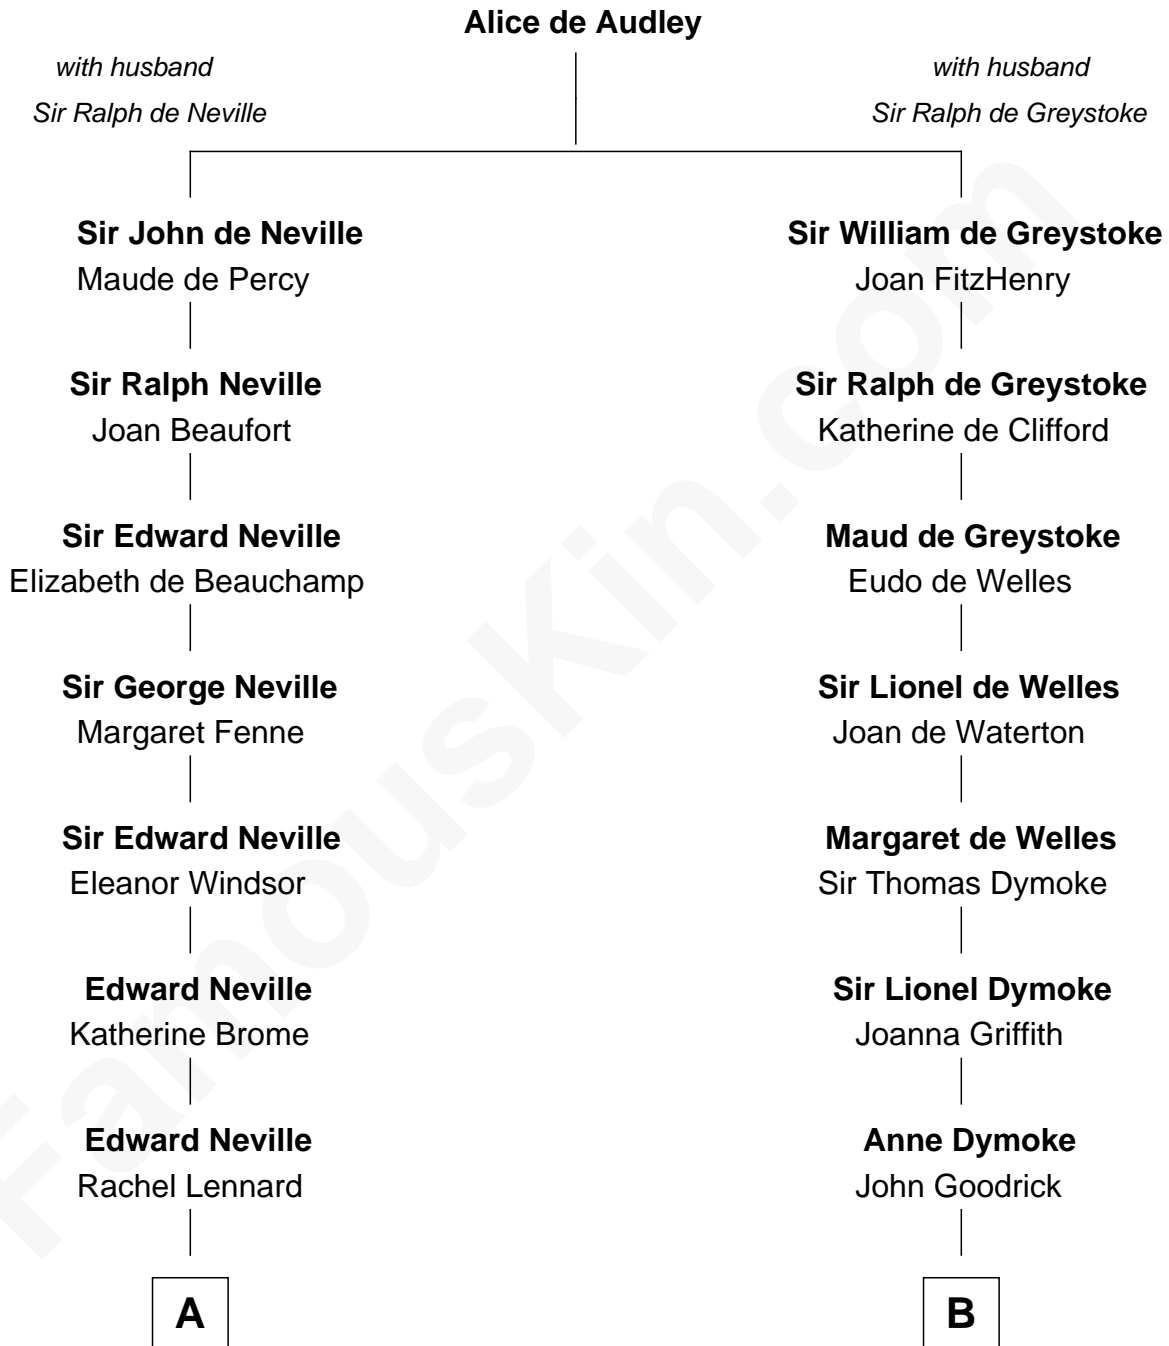 Alice de Audley
with husband
Sir Ralph de Neville
with husband
Sir Ralph de Greystoke
Sir John de Neville
Maude de Percy
Sir William de Greystoke
Joan FitzHenry
Sir Ralph Neville
Joan Beaufort
Sir Ralph de Greystoke
Katherine de Clifford
Sir Edward Neville
Elizabeth de Beauchamp
Maud de Greystoke
Eudo de Welles
Sir George Neville
Margaret Fenne
Sir Lionel de Welles
Joan de Waterton
Sir Edward Neville
Eleanor Windsor
Margaret de Welles
Sir Thomas Dymoke
Edward Neville
Katherine Brome
Sir Lionel Dymoke
Joanna Griffith
Edward Neville
Rachel Lennard
Anne Dymoke
John Goodrick
A
B
FamousKin.com